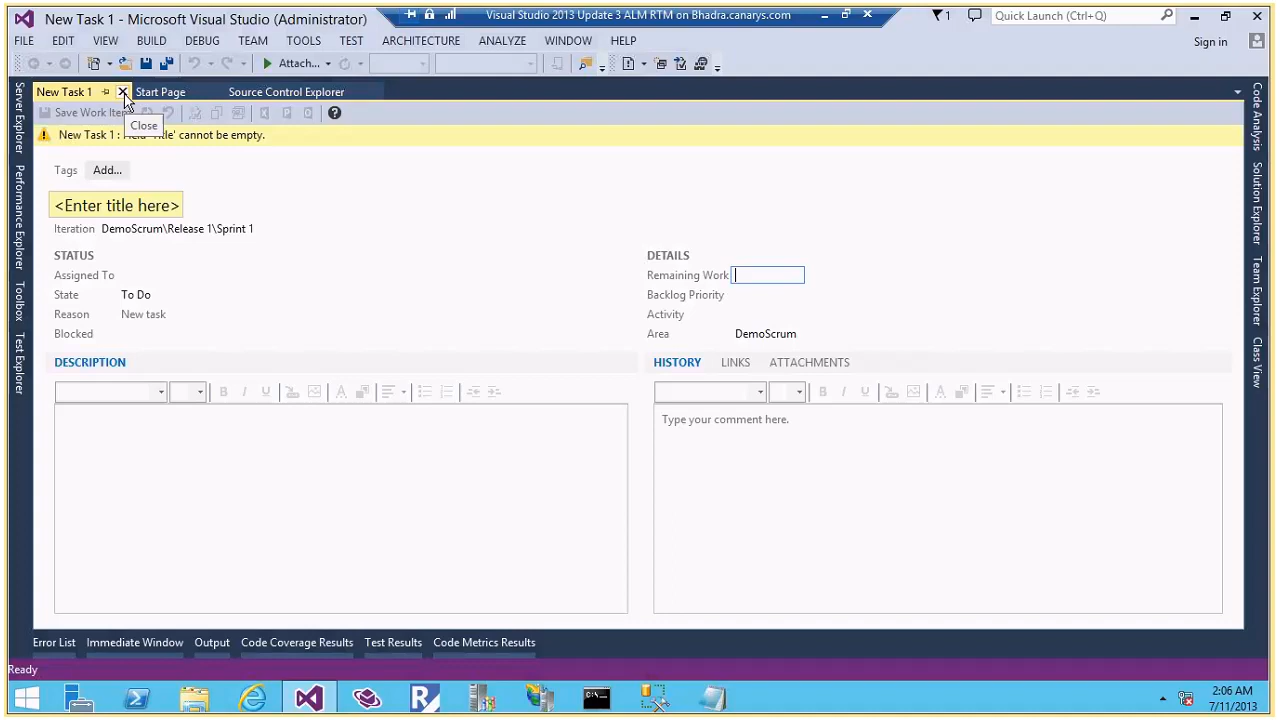 New Task 1 - Microsoft Visual Studio (Administrator)
Visual Studio 2013 Update 3 ALM RTM on Bhadra.canarys.com
1
Quick Launch (Ctrl+Q)
FILE EDIT VIEW BUILD DEBUG TEAM TOOLS TEST ARCHITECTURE ANALYZE WINDOW HELP
Sign in
Attach...
New Task 1 Start Page Source Control Explorer
Save Work Item
Close
New Task 1 : 'Title' cannot be empty.
Tags Add...
<Enter title here>
Iteration DemoScrum\Release 1\Sprint 1
STATUS
Assigned To
State To Do
Reason New task
Blocked
DETAILS
Remaining Work
Backlog Priority
Activity
Area DemoScrum
DESCRIPTION
HISTORY LINKS ATTACHMENTS
B I U
B I U
Type your comment here.
Server Explorer
Performance Explorer
Toolbox
Test Explorer
Code Analysis
Solution Explorer
Team Explorer
Class View
Error List Immediate Window Output Code Coverage Results Test Results Code Metrics Results
Ready
2:06 AM
7/11/2013